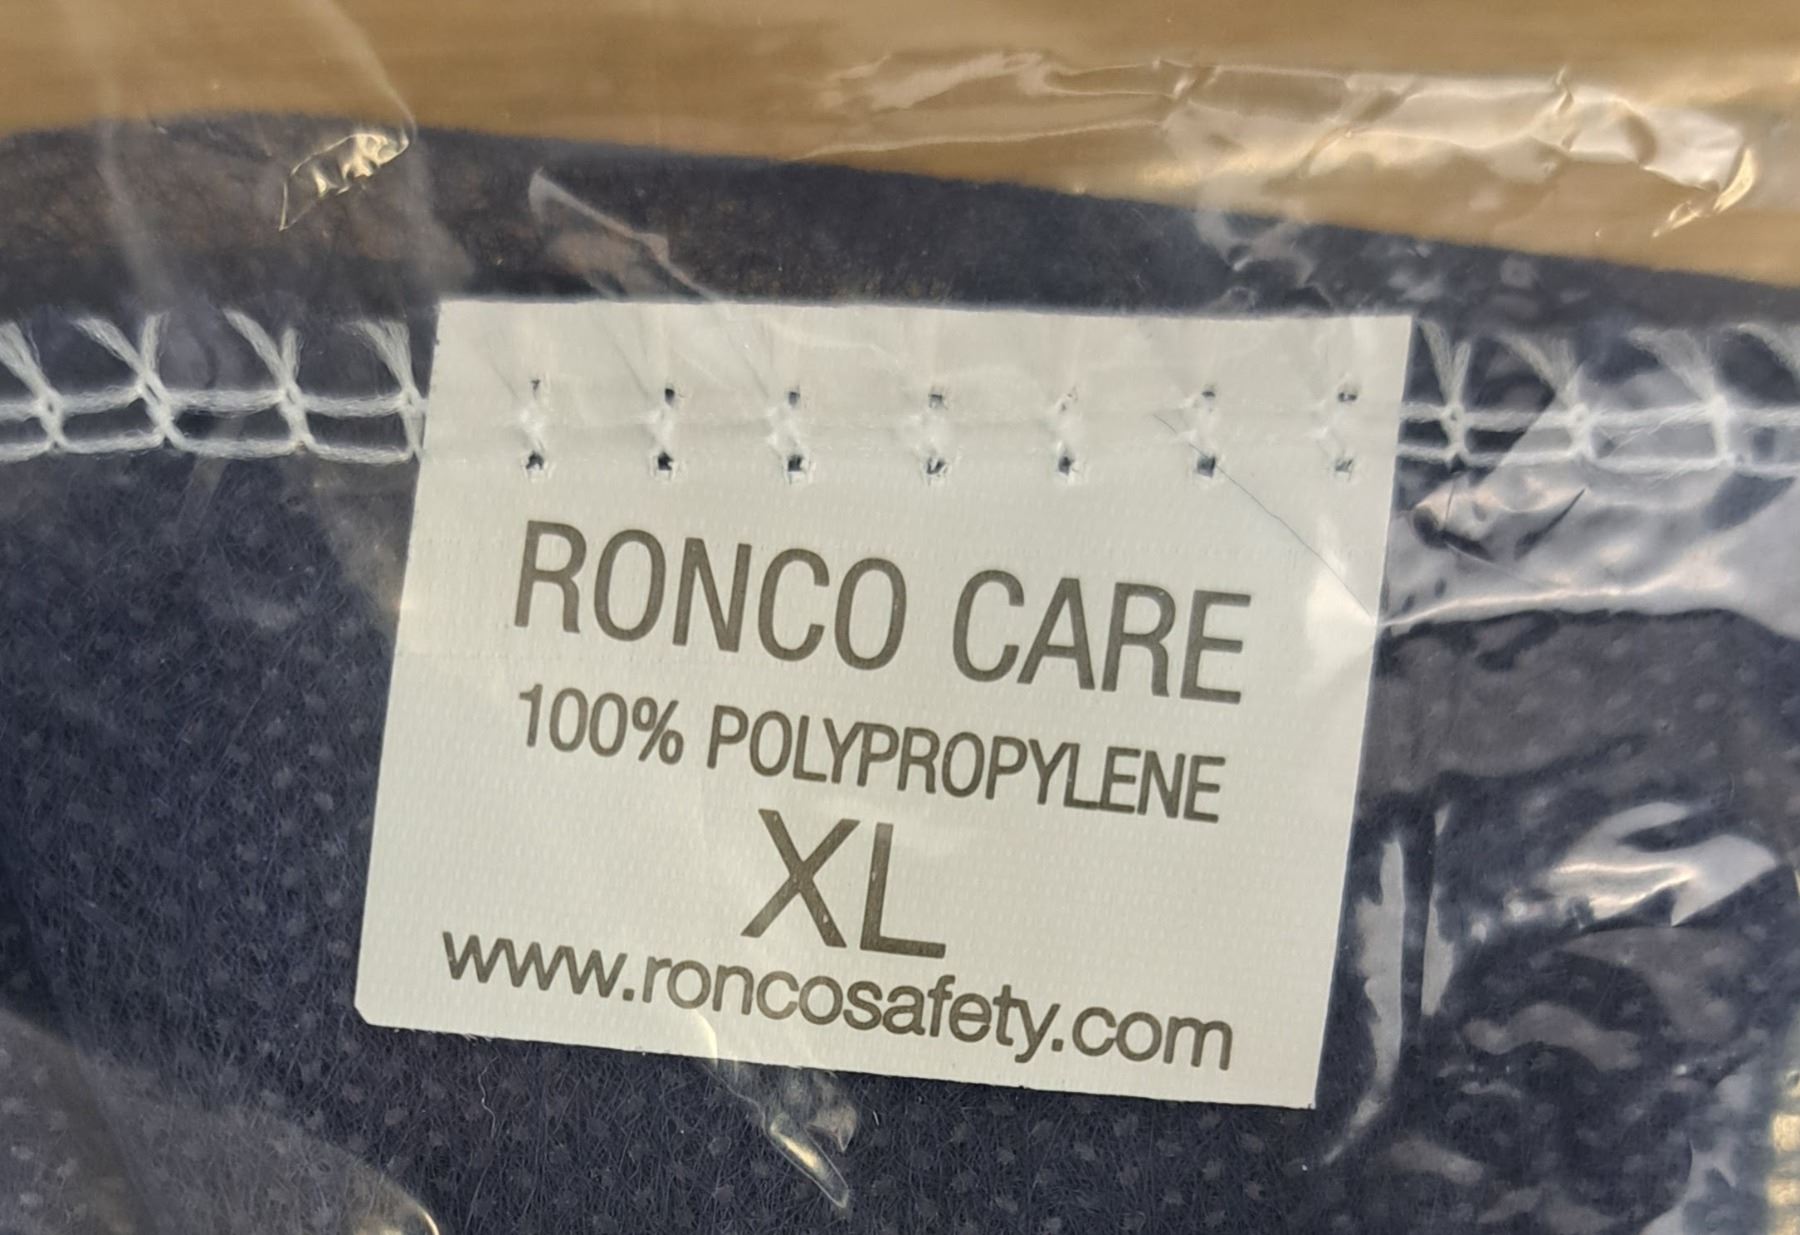 RONCO CARE
100% POLYPROPYLENE
XL
www.roncosafety.com